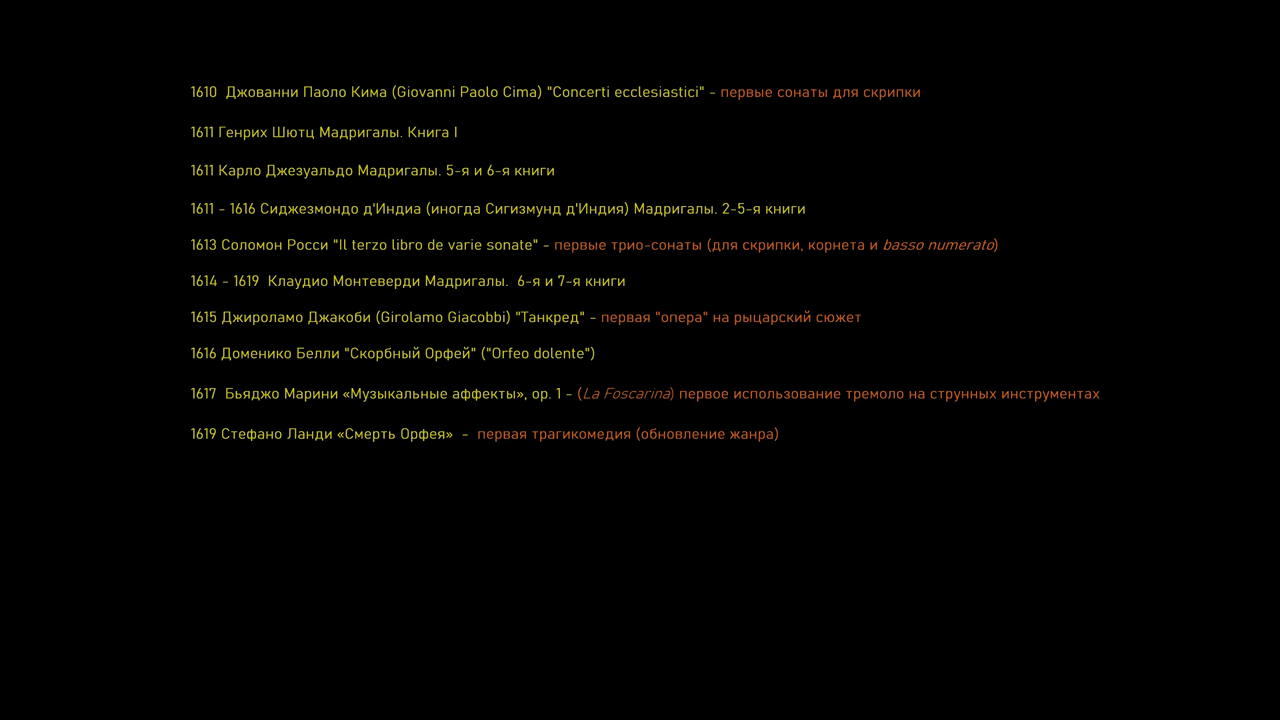 1610  Джованни Паоло Кима (Giovanni Paolo Cima) "Concerti ecclesiastici" - первые сонаты для скрипки
1611 Генрих Шютц Мадригалы. Книга I
1611 Карло Джезуальдо Мадригалы. 5-я и 6-я книги
1611 - 1616 Сиджезмондо д'Индиа (иногда Сигизмунд д'Индия) Мадригалы. 2-5-я книги
1613 Соломон Росси "Il terzo libro de varie sonate" - первые трио-сонаты (для скрипки, корнета и basso numerato)
1614 - 1619  Клаудио Монтеверди Мадригалы.  6-я и 7-я книги
1615 Джироламо Джакоби (Girolamo Giacobbi) "Танкред" - первая "опера" на рыцарский сюжет
1616 Доменико Белли "Скорбный Орфей" ("Orfeo dolente")
1617  Бьяджо Марини «Музыкальные аффекты», op. 1 - (La Foscarina) первое использование тремоло на струнных инструментах
1619 Стефано Ланди «Смерть Орфея»  -  первая трагикомедия (обновление жанра)